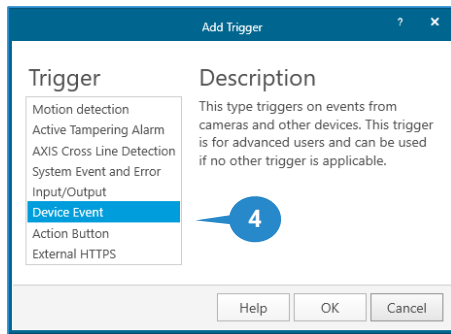 Add Trigger
?
×
Trigger
Motion detection
Active Tampering Alarm
AXIS Cross Line Detection
System Event and Error
Input/Output
Device Event
Action Button
External HTTPS
Description
This type triggers on events from
cameras and other devices. This trigger
is for advanced users and can be used
if no other trigger is applicable.
4
Help
OK
Cancel